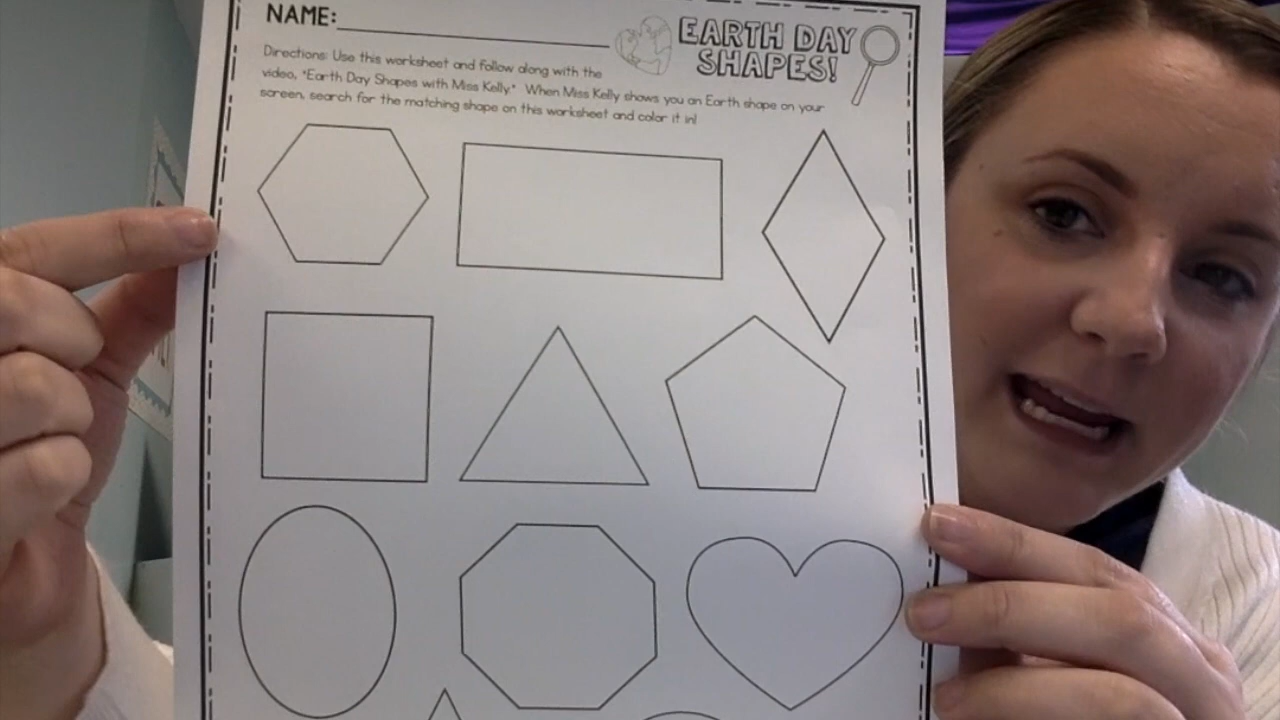 NAME:
EARTH DAY
SHAPES!
Directions: Use this worksheet and follow along with the
video, "Earth Day Shapes with Miss Kelly." When Miss Kelly shows you an Earth shape on your
screen, search for the matching shape on this worksheet and color it in!